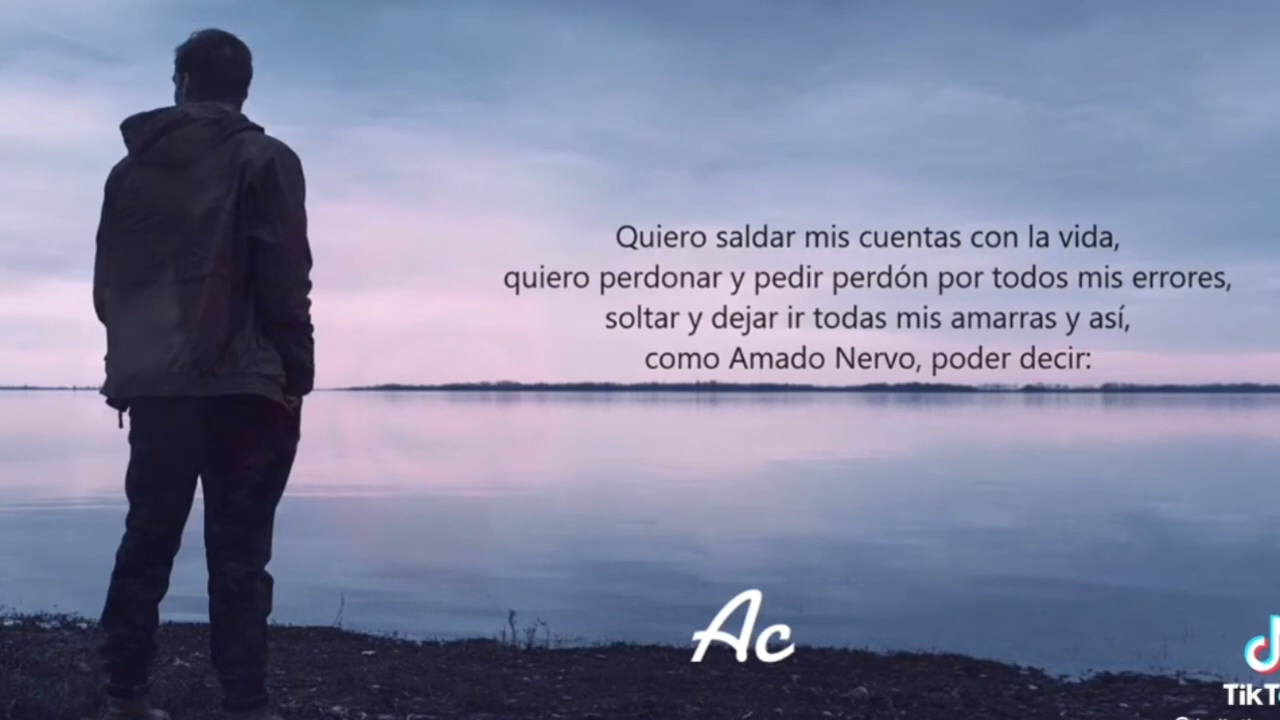 Quiero saldar mis cuentas con la vida,
quiero perdonar y pedir perdón por todos mis errores,
soltar y dejar ir todas mis amarras y así,
como Amado Nervo, poder decir:
Ac